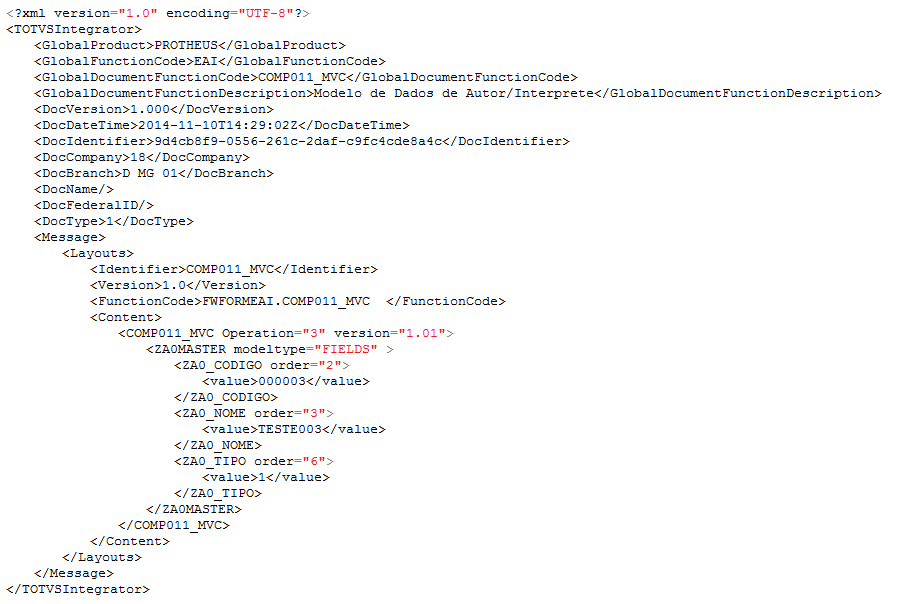 <?xml version="1.0" encoding="UTF-8"?>
<TOTVSIntegrator>
<GlobalProduct>PROTHEUS</GlobalProduct>
<GlobalFunctionCode>EAI</GlobalFunctionCode>
<GlobalDocumentFunctionCode>COMP011_MVC</GlobalDocumentFunctionCode>
<GlobalDocumentFunctionDescription>Modelo de Dados de Autor/Interprete</GlobalDocumentFunctionDescription>
<DocVersion>1.000</DocVersion>
<DocDateTime>2014-11-10T14:29:02Z</DocDateTime>
<DocIdentifier>9d4cb8f9-0556-261c-2daf-c9fc4cde8a4c</DocIdentifier>
<DocCompany>18</DocCompany>
<DocBranch>D MG 01</DocBranch>
<DocName/>
<DocFederalID/>
<DocType>1</DocType>
<Message>
<Layouts>
<Identifier>COMP011_MVC</Identifier>
<Version>1.0</Version>
<FunctionCode>FWFORMEAI.COMP011_MVC  </FunctionCode>
<Content>
<COMP011_MVC Operation="3" version="1.01">
<ZA0MASTER modeltype="FIELDS" >
<ZA0_CODIGO order="2">
<value>000003</value>
</ZA0_CODIGO>
<ZA0_NOME order="3">
<value>TESTE003</value>
</ZA0_NOME>
<ZA0_TIPO order="6">
<value>1</value>
</ZA0_TIPO>
</ZA0MASTER>
</COMP011_MVC>
</Content>
</Layouts>
</Message>
</TOTVSIntegrator>